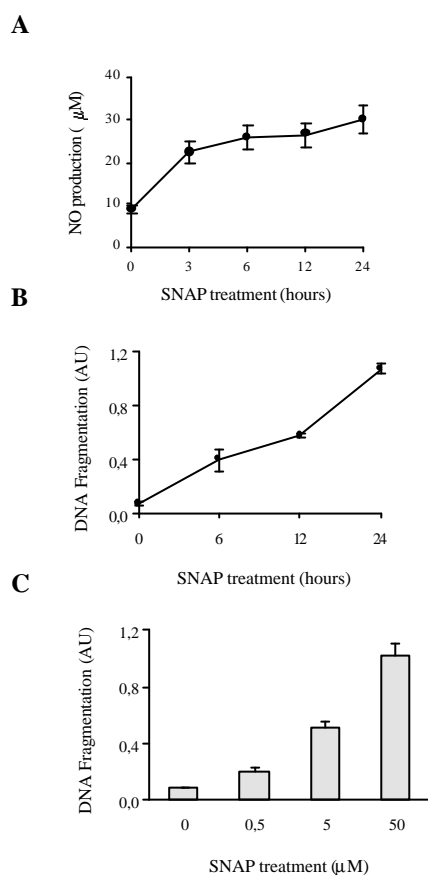 A
NO production ( μM)
40
30
20
10
0
0 3 6 12 24
SNAP treatment (hours)
B
DNA Fragmentation (AU)
1,2
0,8
0,4
0,0
0 6 12 24
SNAP treatment (hours)
C
DNA Fragmentation (AU)
1,2
0,8
0,4
0,0
0 0,5 5 50
SNAP treatment (μM)